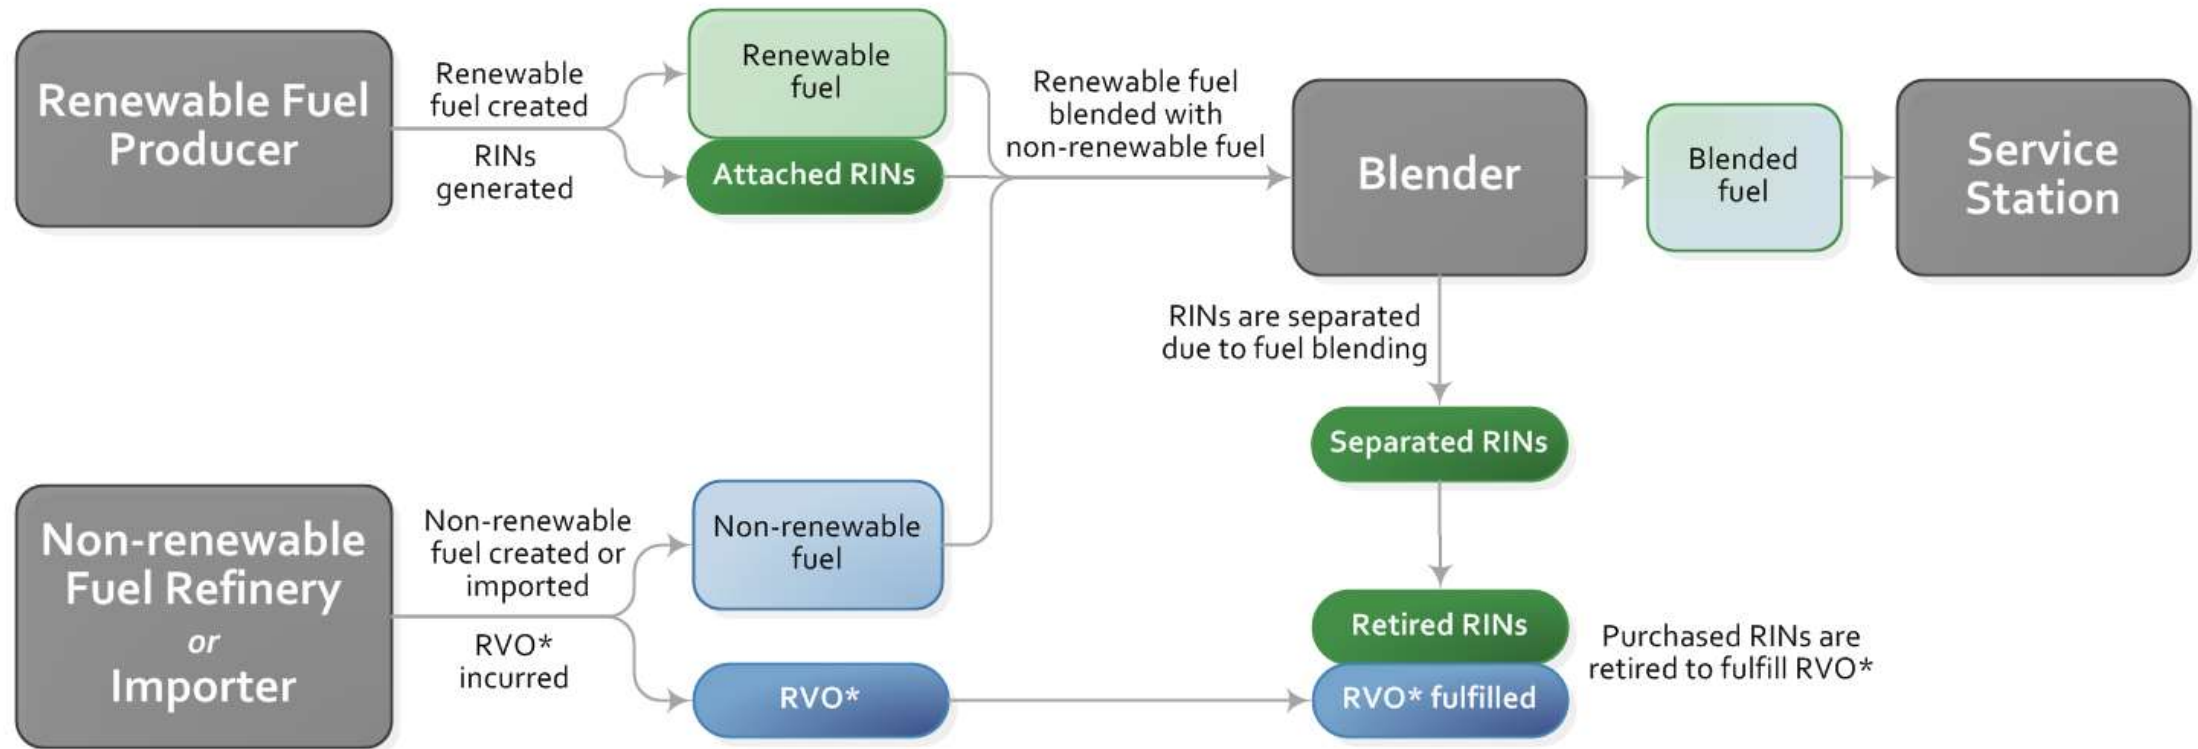 Renewable Fuel
Producer
Renewable
fuel created
RINs
generated
Renewable
fuel
Attached RINs
Renewable fuel
blended with
non-renewable fuel
Blender
Blended
fuel
Service
Station
RINs are separated
due to fuel blending
Separated RINs
Non-renewable
Fuel Refinery
or
Importer
Non-renewable
fuel created or
imported
RVO*
incurred
Non-renewable
fuel
RVO*
Retired RINs
RVO* fulfilled
Purchased RINs are
retired to fulfill RVO*